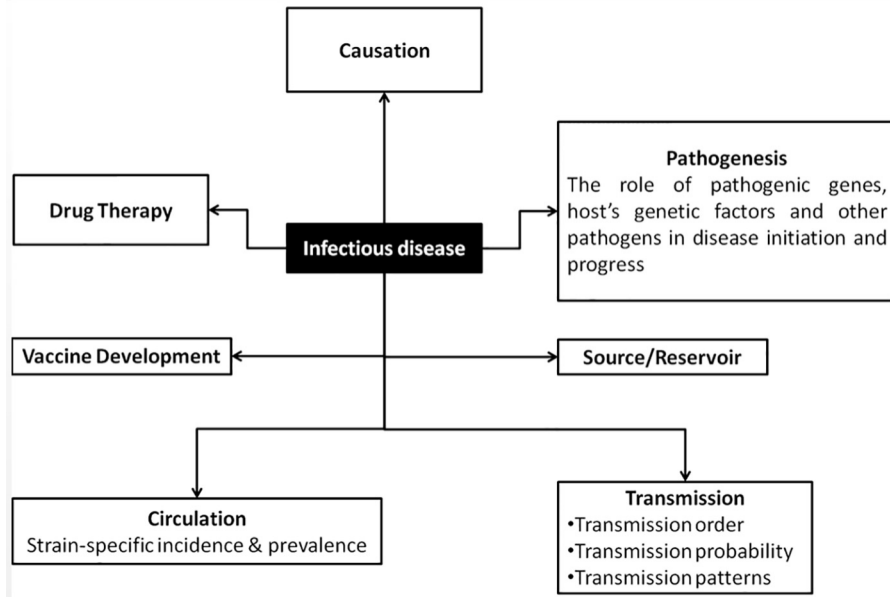 Causation
Pathogenesis
The role of pathogenic genes,
host's genetic factors and other
pathogens in disease initiation and
progress
Drug Therapy
Infectious disease
Vaccine Development
Source/Reservoir
Circulation
Strain-specific incidence & prevalence
Transmission
•Transmission order
•Transmission probability
•Transmission patterns